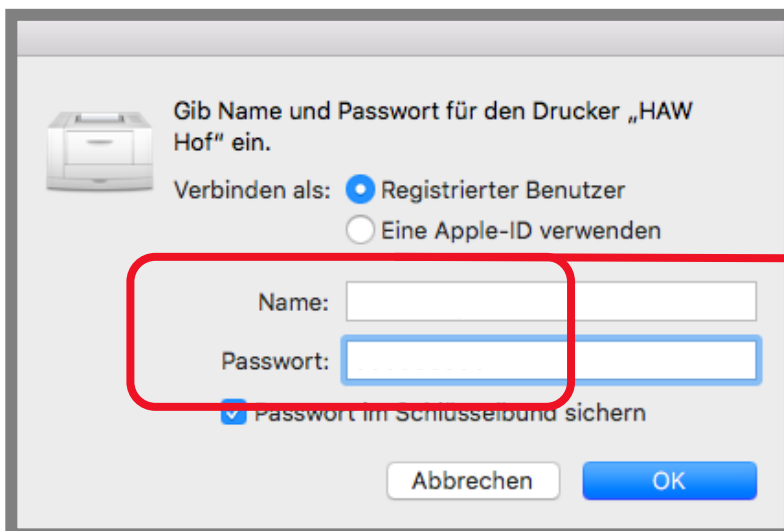 Gib Name und Passwort für den Drucker „HAW
Hof" ein.
Verbinden als: Registrierter Benutzer
Eine Apple-ID verwenden
Name:
Passwort:
Passwort im Schlüsselbund sichern
Abbrechen OK